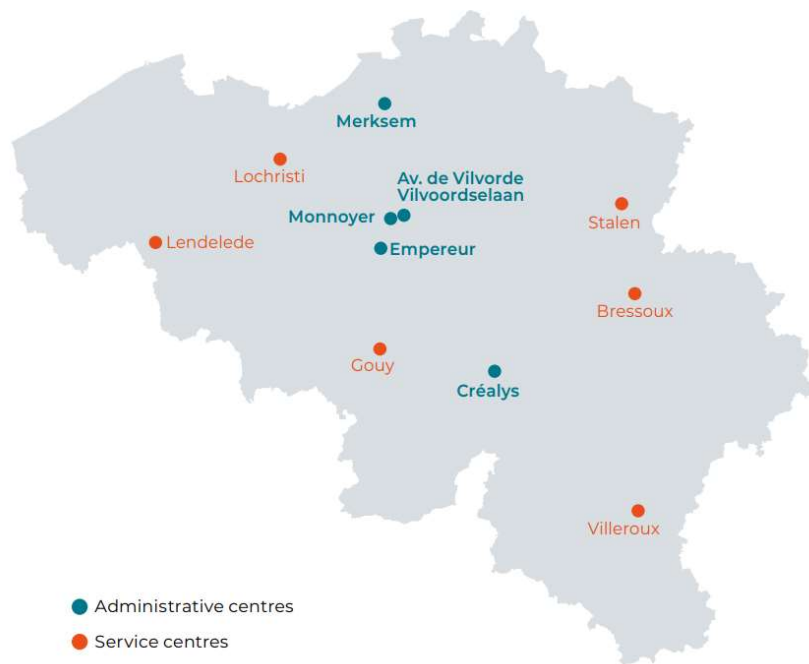 Merksem
Lochristi
Av. de Vilvorde
Vilvoordselaan
Monnoyer
Stalen
Lendelede
Empereur
Bressoux
Gouy
Créalys
Villeroux
Administrative centres
Service centres